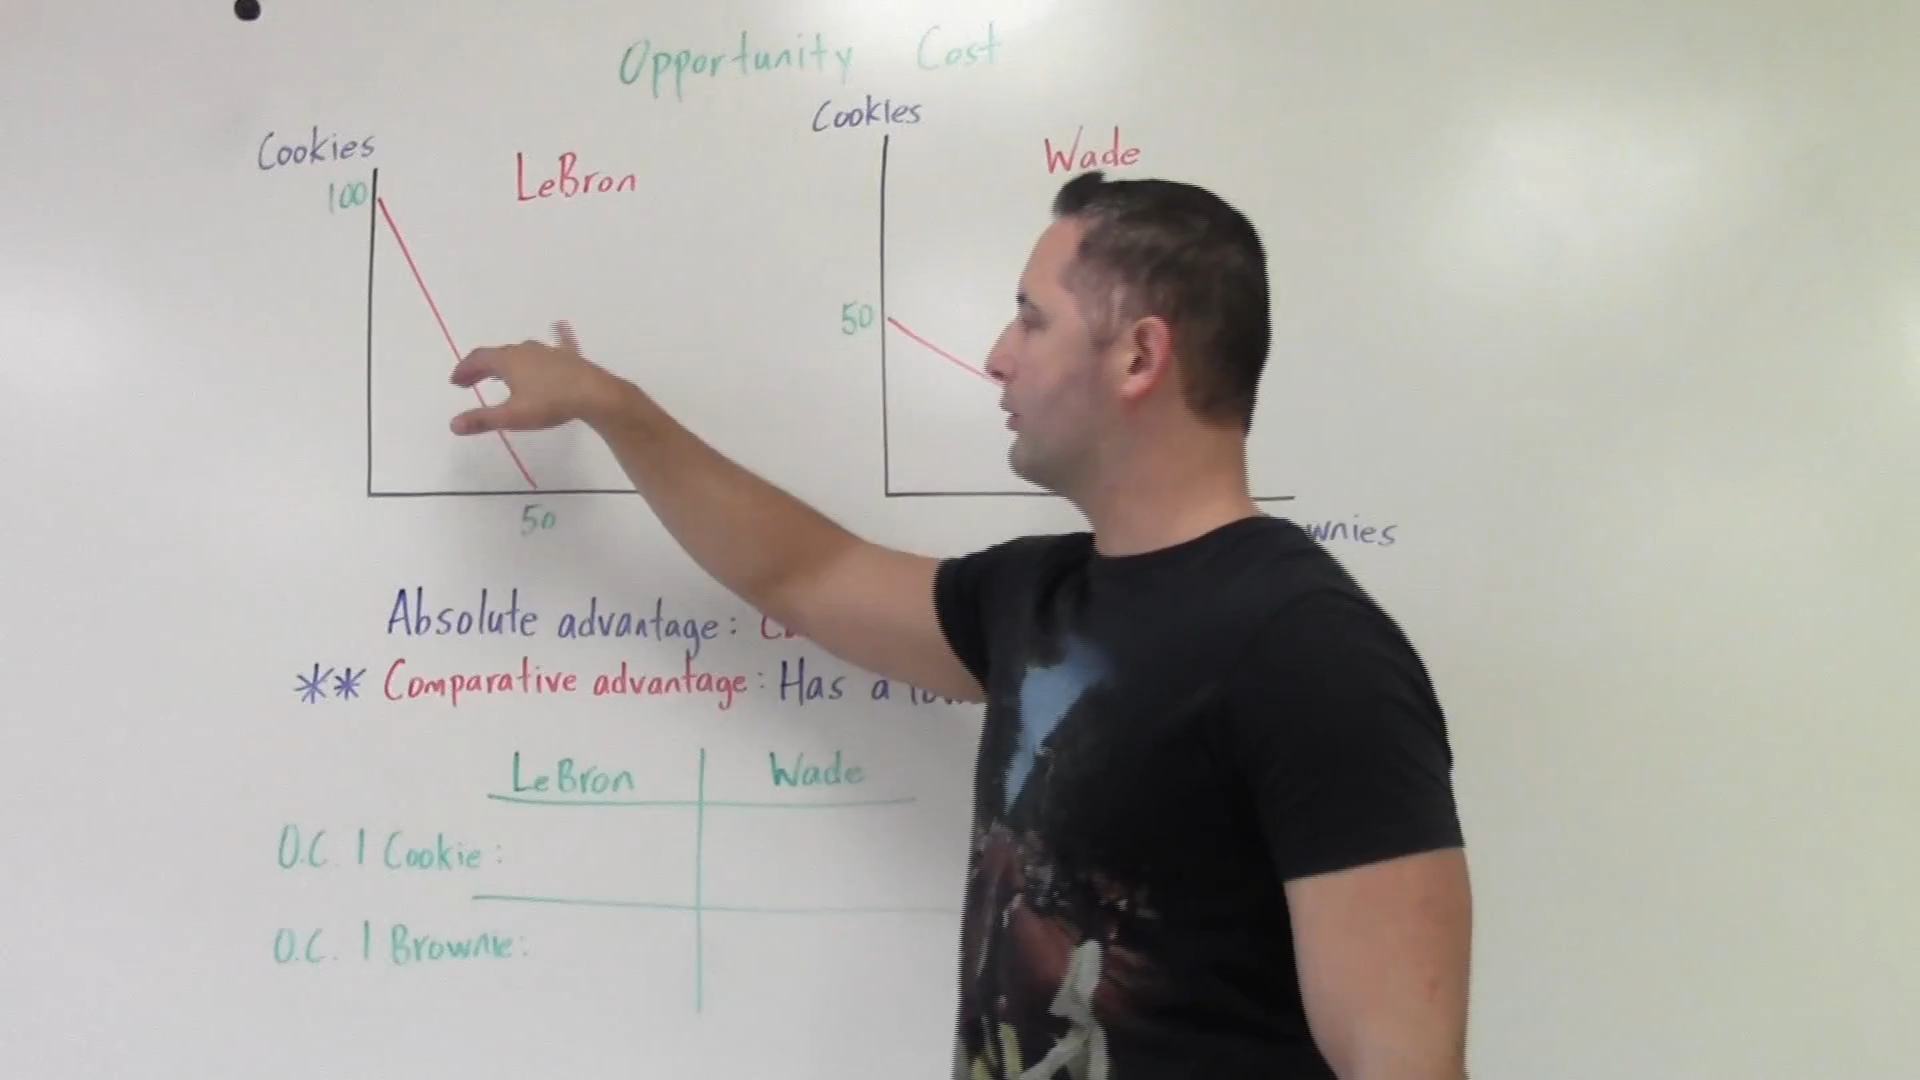 Opportunity Cost
Cookies
LeBron
100
50
Cookies
Wade
50
Absolute advantage:
** Comparative advantage: Has a
LeBron Wade
O.C. 1 Cookie:
O.C. 1 Brownie: